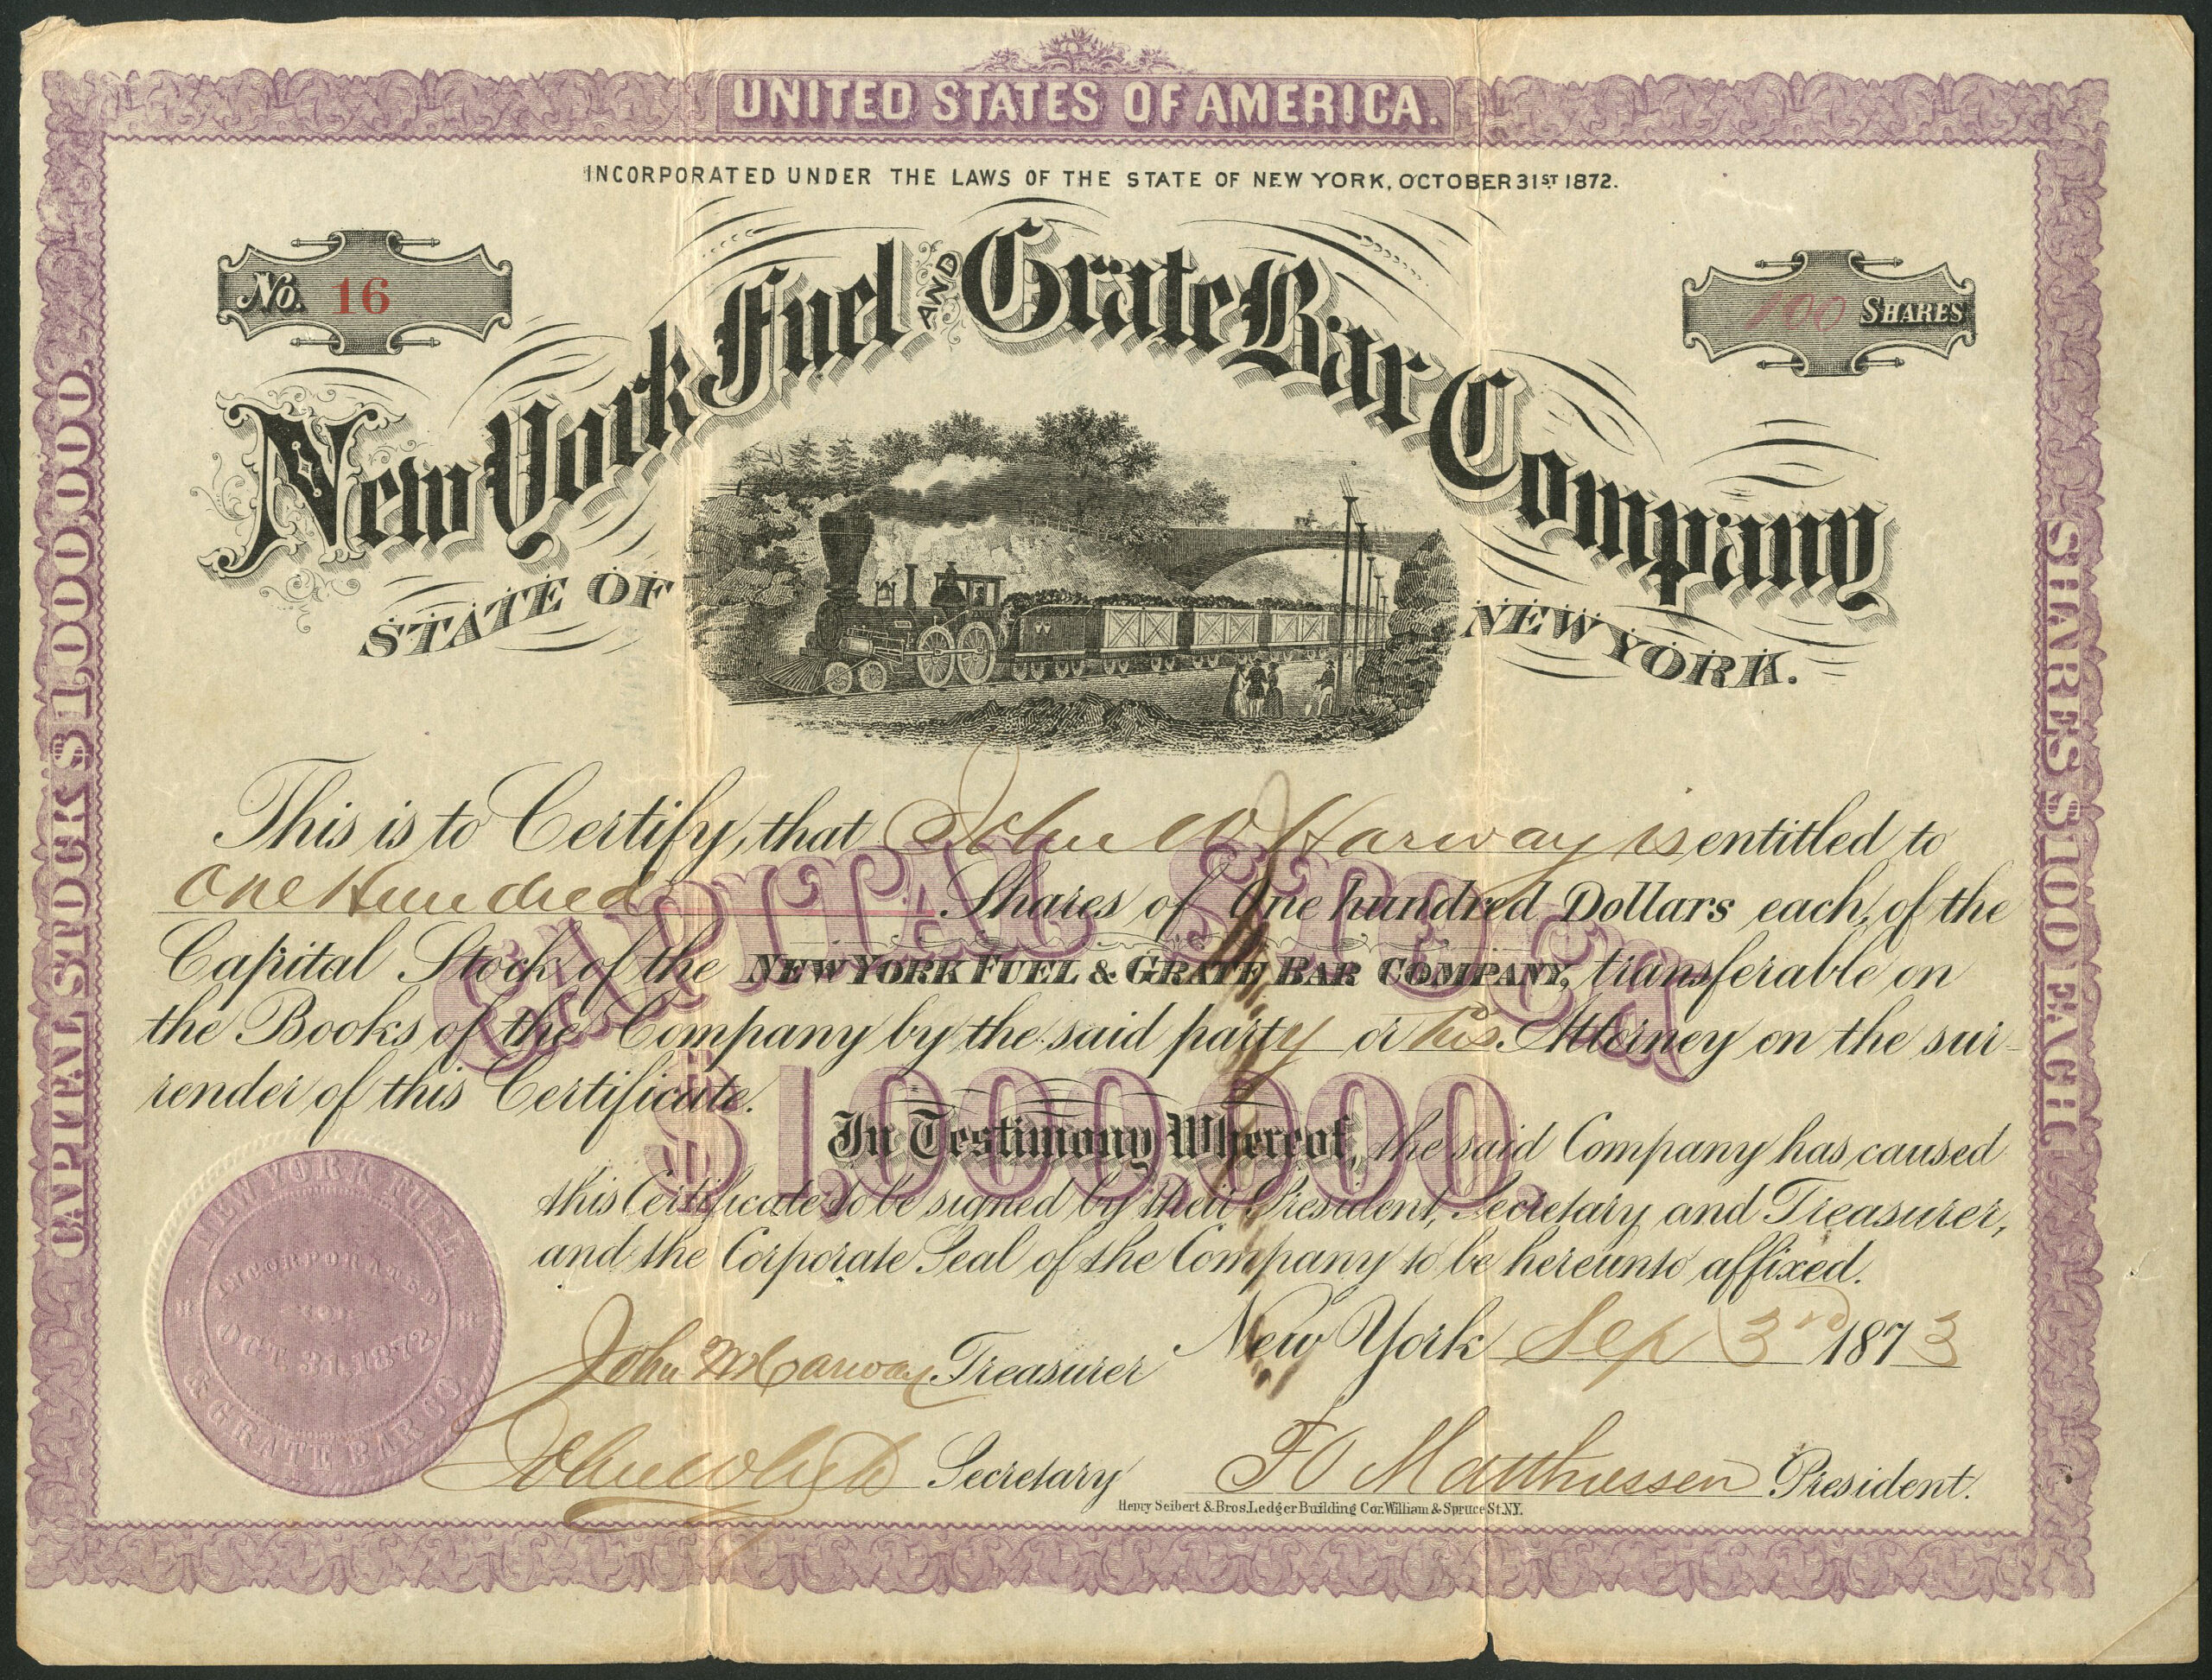 UNITED STATES OF AMERICA.
INCORPORATED UNDER THE LAWS OF THE STATE OF NEW YORK, OCTOBER 31ST 1872.
No. 16
100 SHARES
New York Fuel AND Grate Bar Company
STATE OF NEW YORK.
CAPITAL STOCK $1,000,000.
SHARES $100 EACH
This is to Certify, that John W Harway is entitled to
One Hundred Shares of One hundred Dollars each, of the
Capital Stock of the NEW YORK FUEL & GRATE BAR COMPANY, transferable on
the Books of the Company by the said party or his Attorney on the sur-
render of this Certificate.
CAPITAL STOCK
$1,000,000.
In Testimony Whereof, the said Company has caused
this Certificate to be signed by their President, Secretary and Treasurer,
and the Corporate Seal of the Company to be hereunto affixed.
NEW YORK FUEL
& GRATE BAR CO
INCORPORATED
OCT 31, 1872
New York Sep 3rd 1873
John W Harway Treasurer
Secretary
F O Matthiessen President.
Henry Seibert & Bros. Ledger Building Cor. William & Spruce St. N.Y.